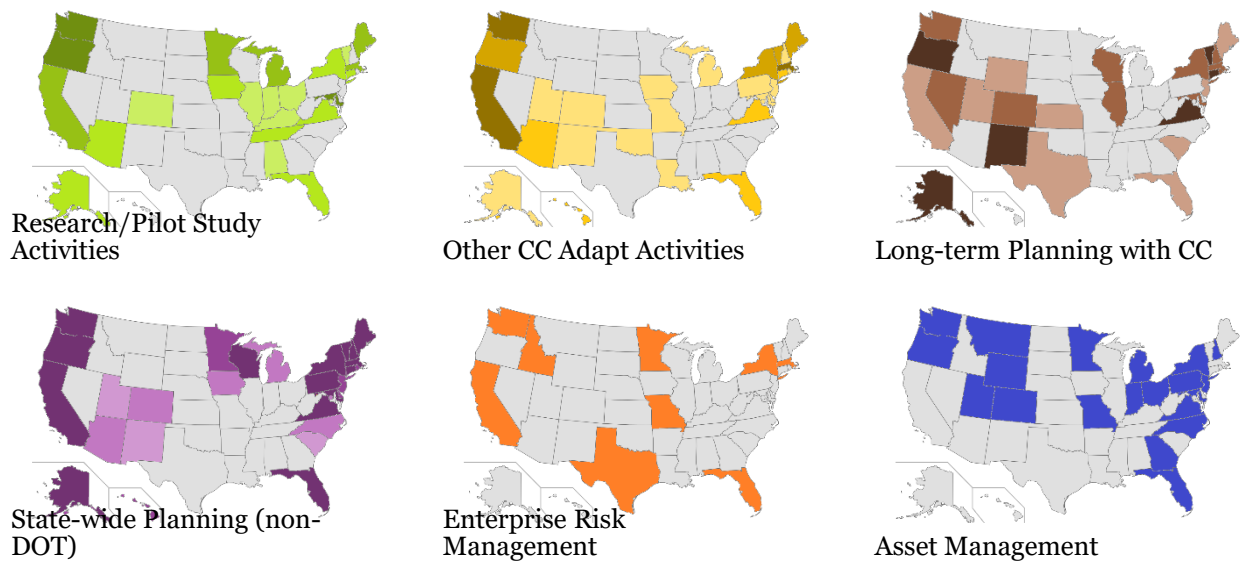 Research/Pilot Study
Activities
Other CC Adapt Activities
Long-term Planning with CC
State-wide Planning (non-
DOT)
Enterprise Risk
Management
Asset Management